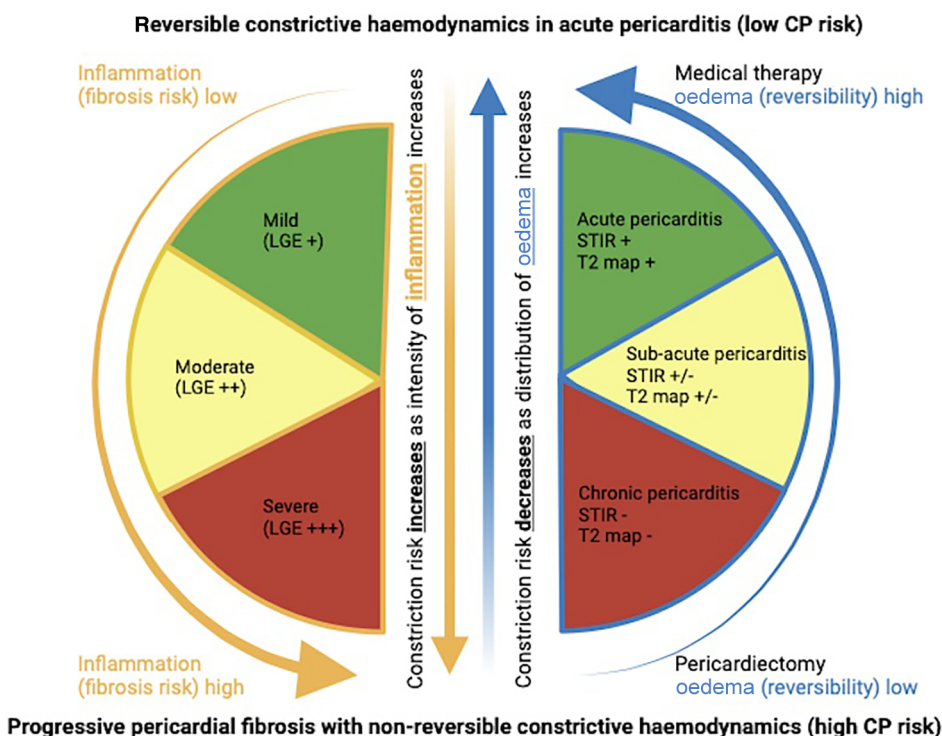 Reversible constrictive haemodynamics in acute pericarditis (low CP risk)
Inflammation
(fibrosis risk) low
Medical therapy
oedema (reversibility) high
Mild
(LGE +)
Moderate
(LGE ++)
Severe
(LGE +++)
Constriction risk increases as intensity of inflammation increases
Constriction risk decreases as distribution of oedema increases
Acute pericarditis
STIR +
T2 map +
Sub-acute pericarditis
STIR +/-
T2 map +/-
Chronic pericarditis
STIR -
T2 map -
Inflammation
(fibrosis risk) high
Pericardiectomy
oedema (reversibility) low
Progressive pericardial fibrosis with non-reversible constrictive haemodynamics (high CP risk)